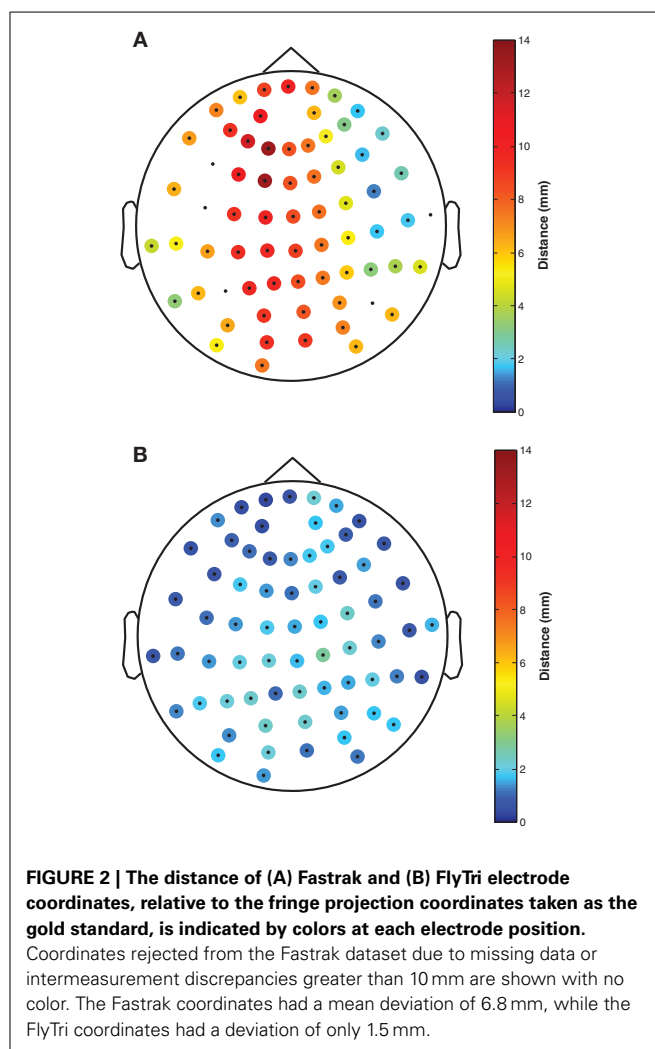 A
14
12
10
8
6
4
2
0
Distance (mm)
B
14
12
10
8
6
4
2
0
Distance (mm)
FIGURE 2 | The distance of (A) Fastrak and (B) FlyTri electrode
coordinates, relative to the fringe projection coordinates taken as the
gold standard, is indicated by colors at each electrode position.
Coordinates rejected from the Fastrak dataset due to missing data or
intermeasurement discrepancies greater than 10 mm are shown with no
color. The Fastrak coordinates had a mean deviation of 6.8 mm, while the
FlyTri coordinates had a deviation of only 1.5 mm.